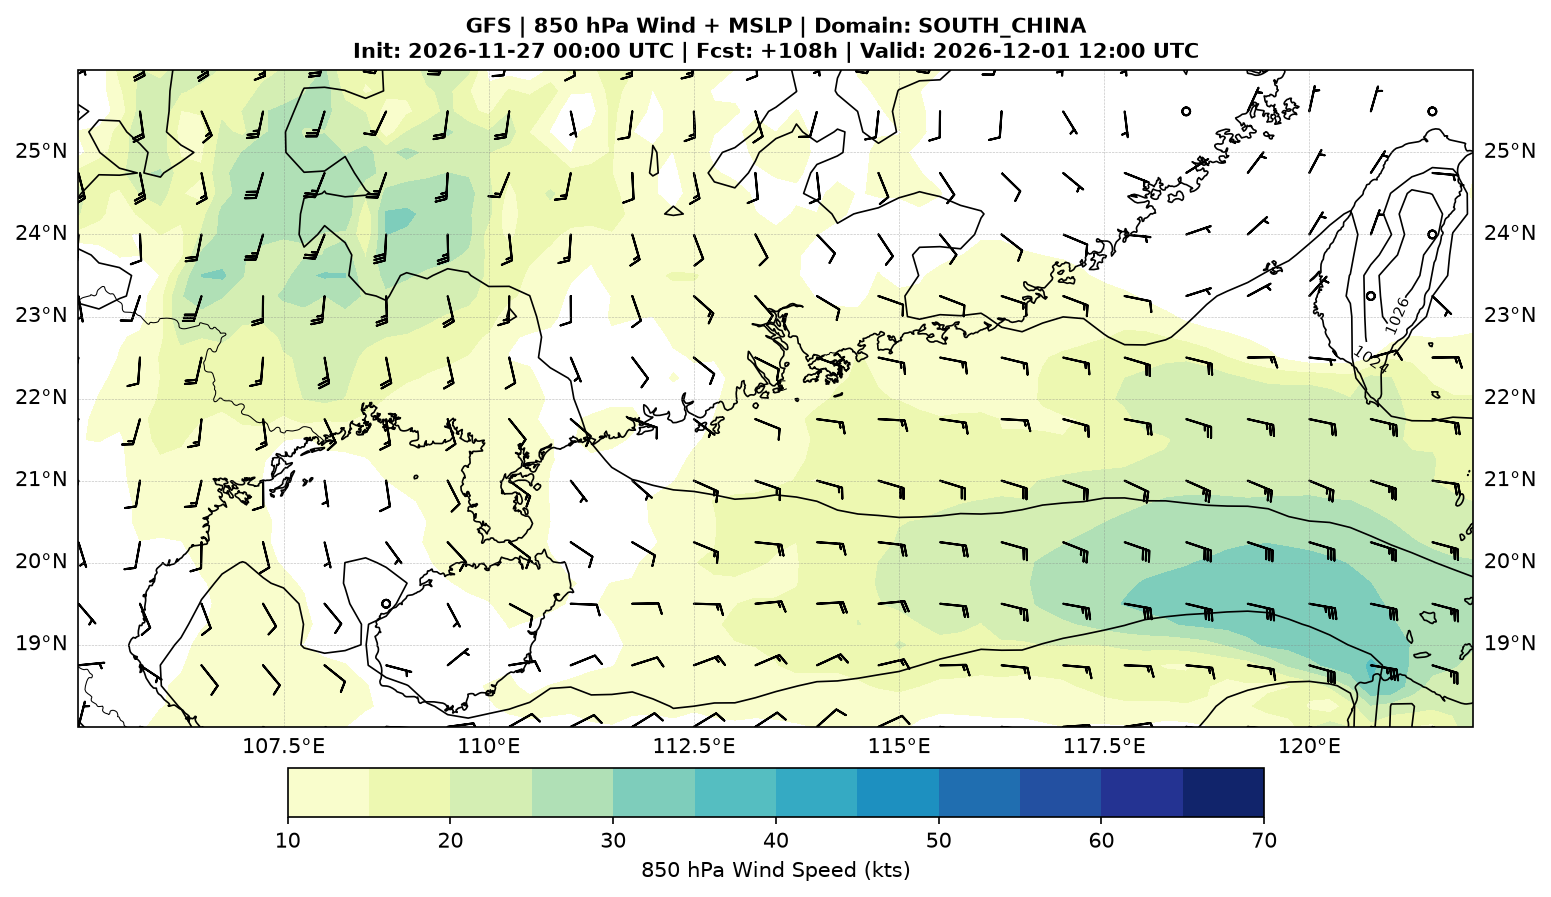 GFS | 850 hPa Wind + MSLP | Domain: SOUTH_CHINA
Init: 2026-11-27 00:00 UTC | Fcst: +108h | Valid: 2026-12-01 12:00 UTC
25°N 25°N
24°N 24°N
23°N 23°N
1026
1024
22°N 22°N
21°N 21°N
20°N 20°N
19°N 19°N
107.5°E 110°E 112.5°E 115°E 117.5°E 120°E
10 20 30 40 50 60 70
850 hPa Wind Speed (kts)